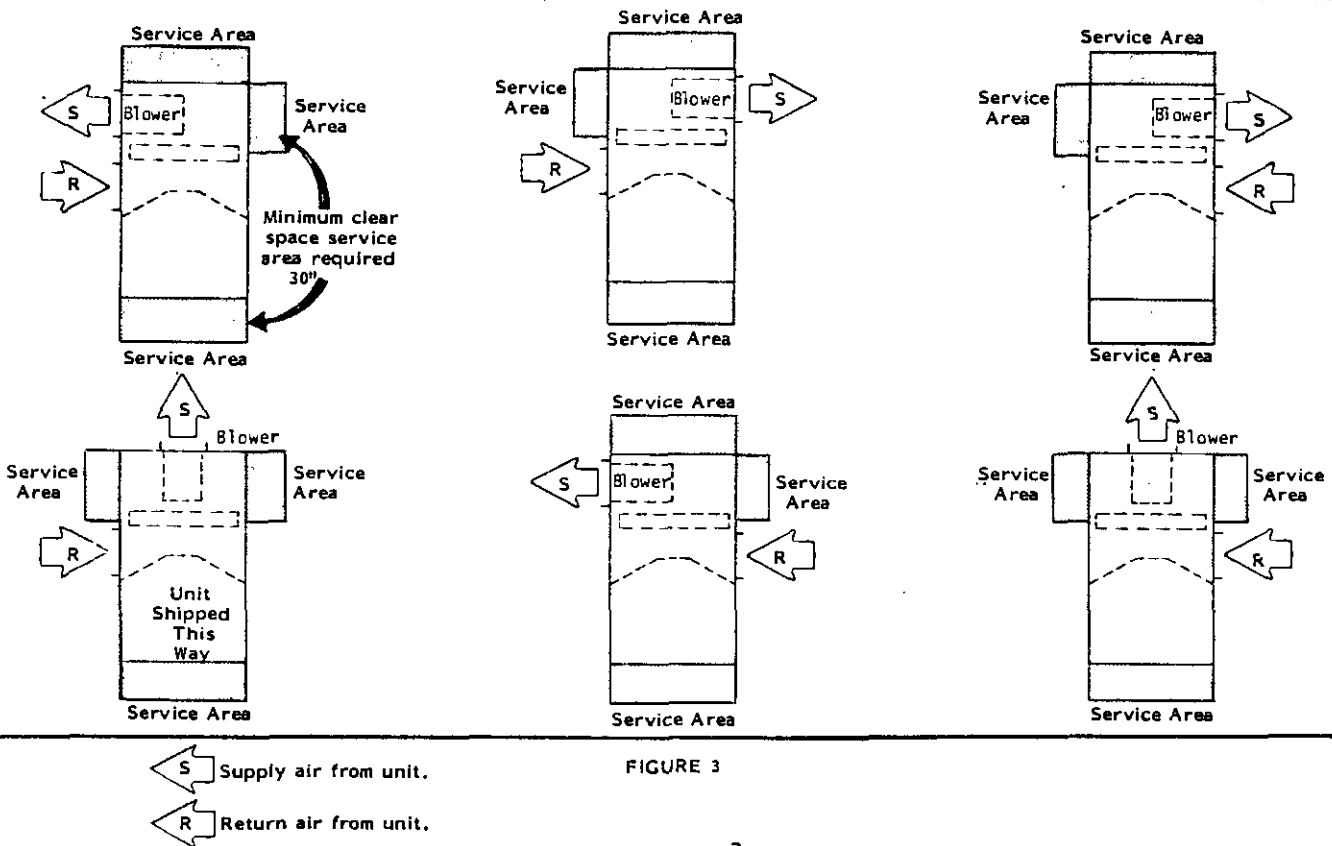 Service Area
S
Blower
Service
Area
R
Minimum clear
space service
area required
30"
Service Area
Service Area
Service
Area
Blower
S
R
Service Area
Service Area
Service
Area
Blower
S
R
Service Area
S
Blower
Service
Area
Service
Area
R
Unit
Shipped
This
Way
Service Area
Service Area
S
Blower
Service
Area
R
Service Area
S
Blower
Service
Area
Service
Area
R
Service Area
S Supply air from unit.
FIGURE 3
R Return air from unit.